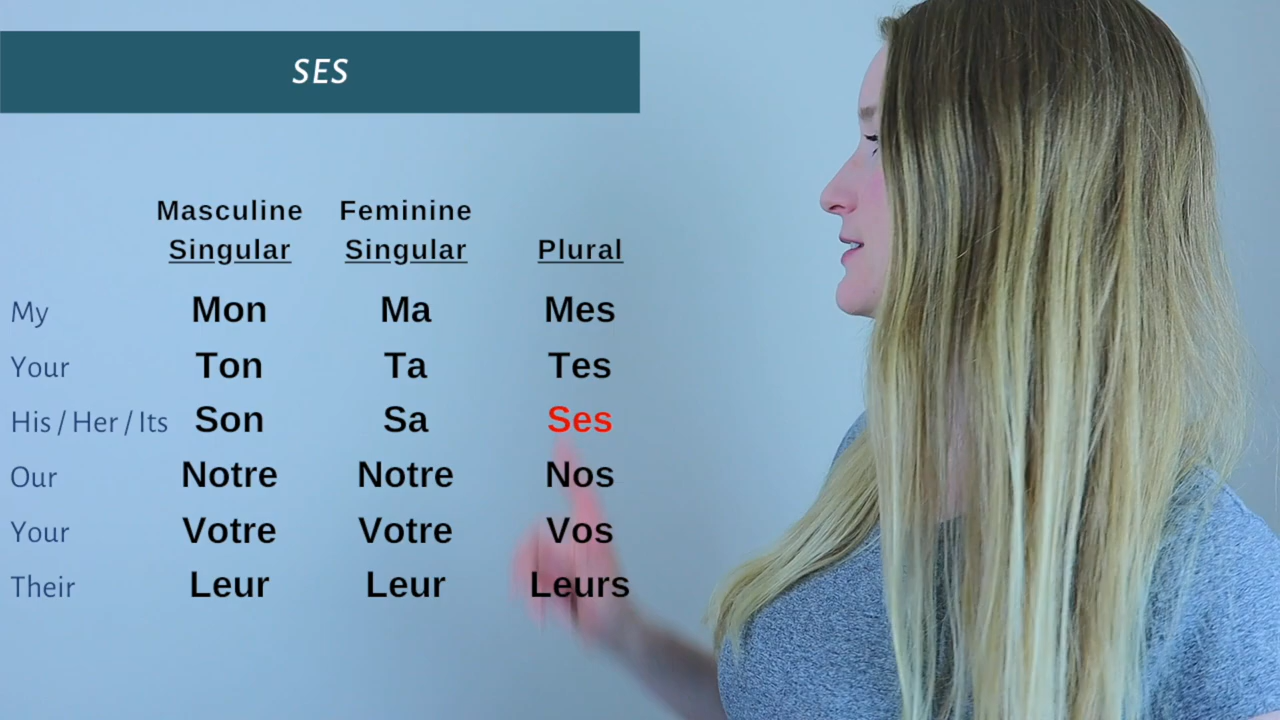 SES
Masculine Feminine
Singular Singular Plural
My Mon Ma Mes
Your Ton Ta Tes
His / Her / Its Son Sa Ses
Our Notre Notre Nos
Your Votre Votre Vos
Their Leur Leur Leurs